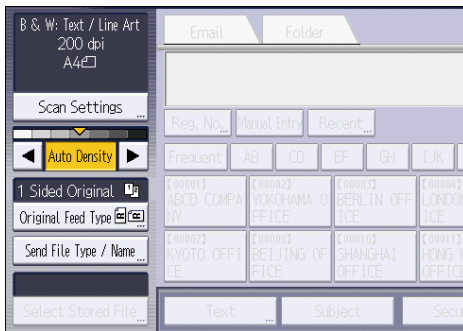 B & W: Text / Line Art
200 dpi
A4
Scan Settings
Auto Density
1 Sided Original
Original Feed Type
Send File Type / Name
Select Stored File
Email
Folder
Reg. No.
Manual Entry
Recent
Frequent
AB
CD
EF
GH
IJK
[00001]
ABCD COMPA
NY
[00002]
YOKOHAMA O
FFICE
[00003]
BERLIN OFF
ICE
[00004]
LONDON
ICE
[00007]
KYOTO OFFI
CE
[00008]
BEIJING OF
FICE
[00010]
SHANGHAI
OFFICE
[00011]
HONG
OFFIC
Text
Subject
Secu